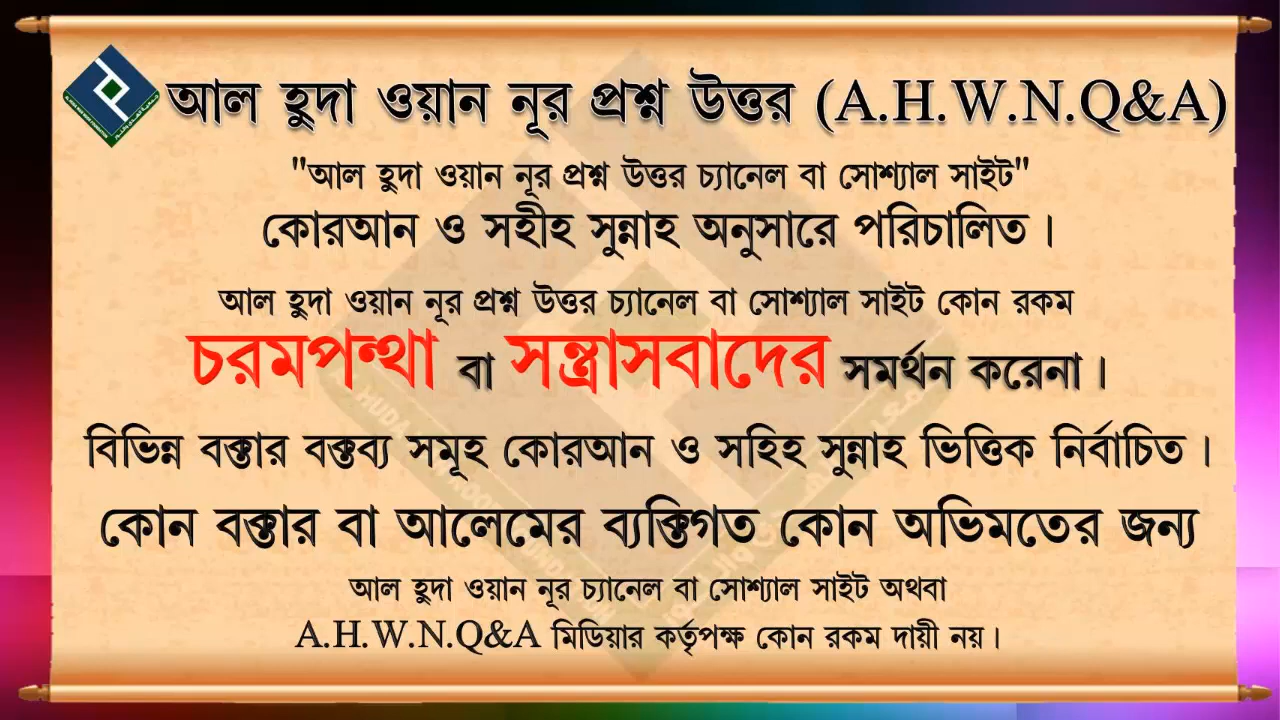 আল হুদা ওয়ান নূর প্রশ্ন উত্তর (A.H.W.N.Q&A)
"আল হুদা ওয়ান নূর প্রশ্ন উত্তর চ্যানেল বা সোশ্যাল সাইট"
কোরআন ও সহীহ সুন্নাহ অনুসারে পরিচালিত।
আল হুদা ওয়ান নূর প্রশ্ন উত্তর চ্যানেল বা সোশ্যাল সাইট কোন রকম
চরমপন্থা বা সন্ত্রাসবাদের সমর্থন করেনা।
বিভিন্ন বক্তার বক্তব্য সমূহ কোরআন ও সহিহ সুন্নাহ ভিত্তিক নির্বাচিত।
কোন বক্তার বা আলেমের ব্যক্তিগত কোন অভিমতের জন্য
আল হুদা ওয়ান নূর চ্যানেল বা সোশ্যাল সাইট অথবা
A.H.W.N.Q&A মিডিয়ার কর্তৃপক্ষ কোন রকম দায়ী নয়।